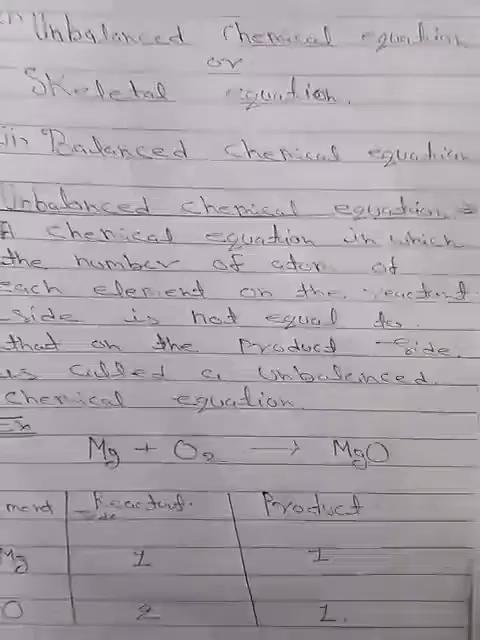 i) Unbalanced chemical equation
or
Skeletal equation.
ii) Balanced chemical equation
Unbalanced chemical equation ⇒
A chemical equation in which
the number of atom of
each element on the reactant
side is not equal to
that on the product side.
is called a unbalanced
chemical equation
Ex
Mg + O₂ → MgO
ment Reactant side Product
Mg 1 1
O 2 1.